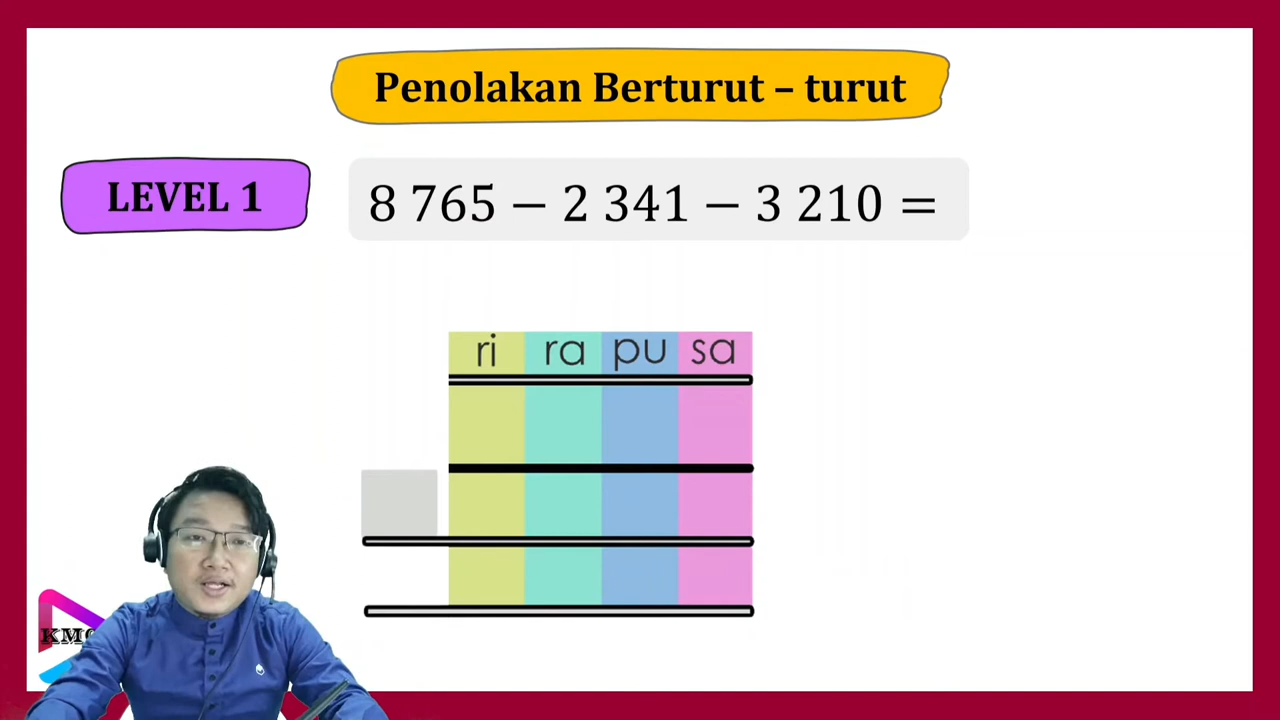 Penolakan Berturut – turut
LEVEL 1
8 765 – 2 341 – 3 210 =
ri ra pu sa